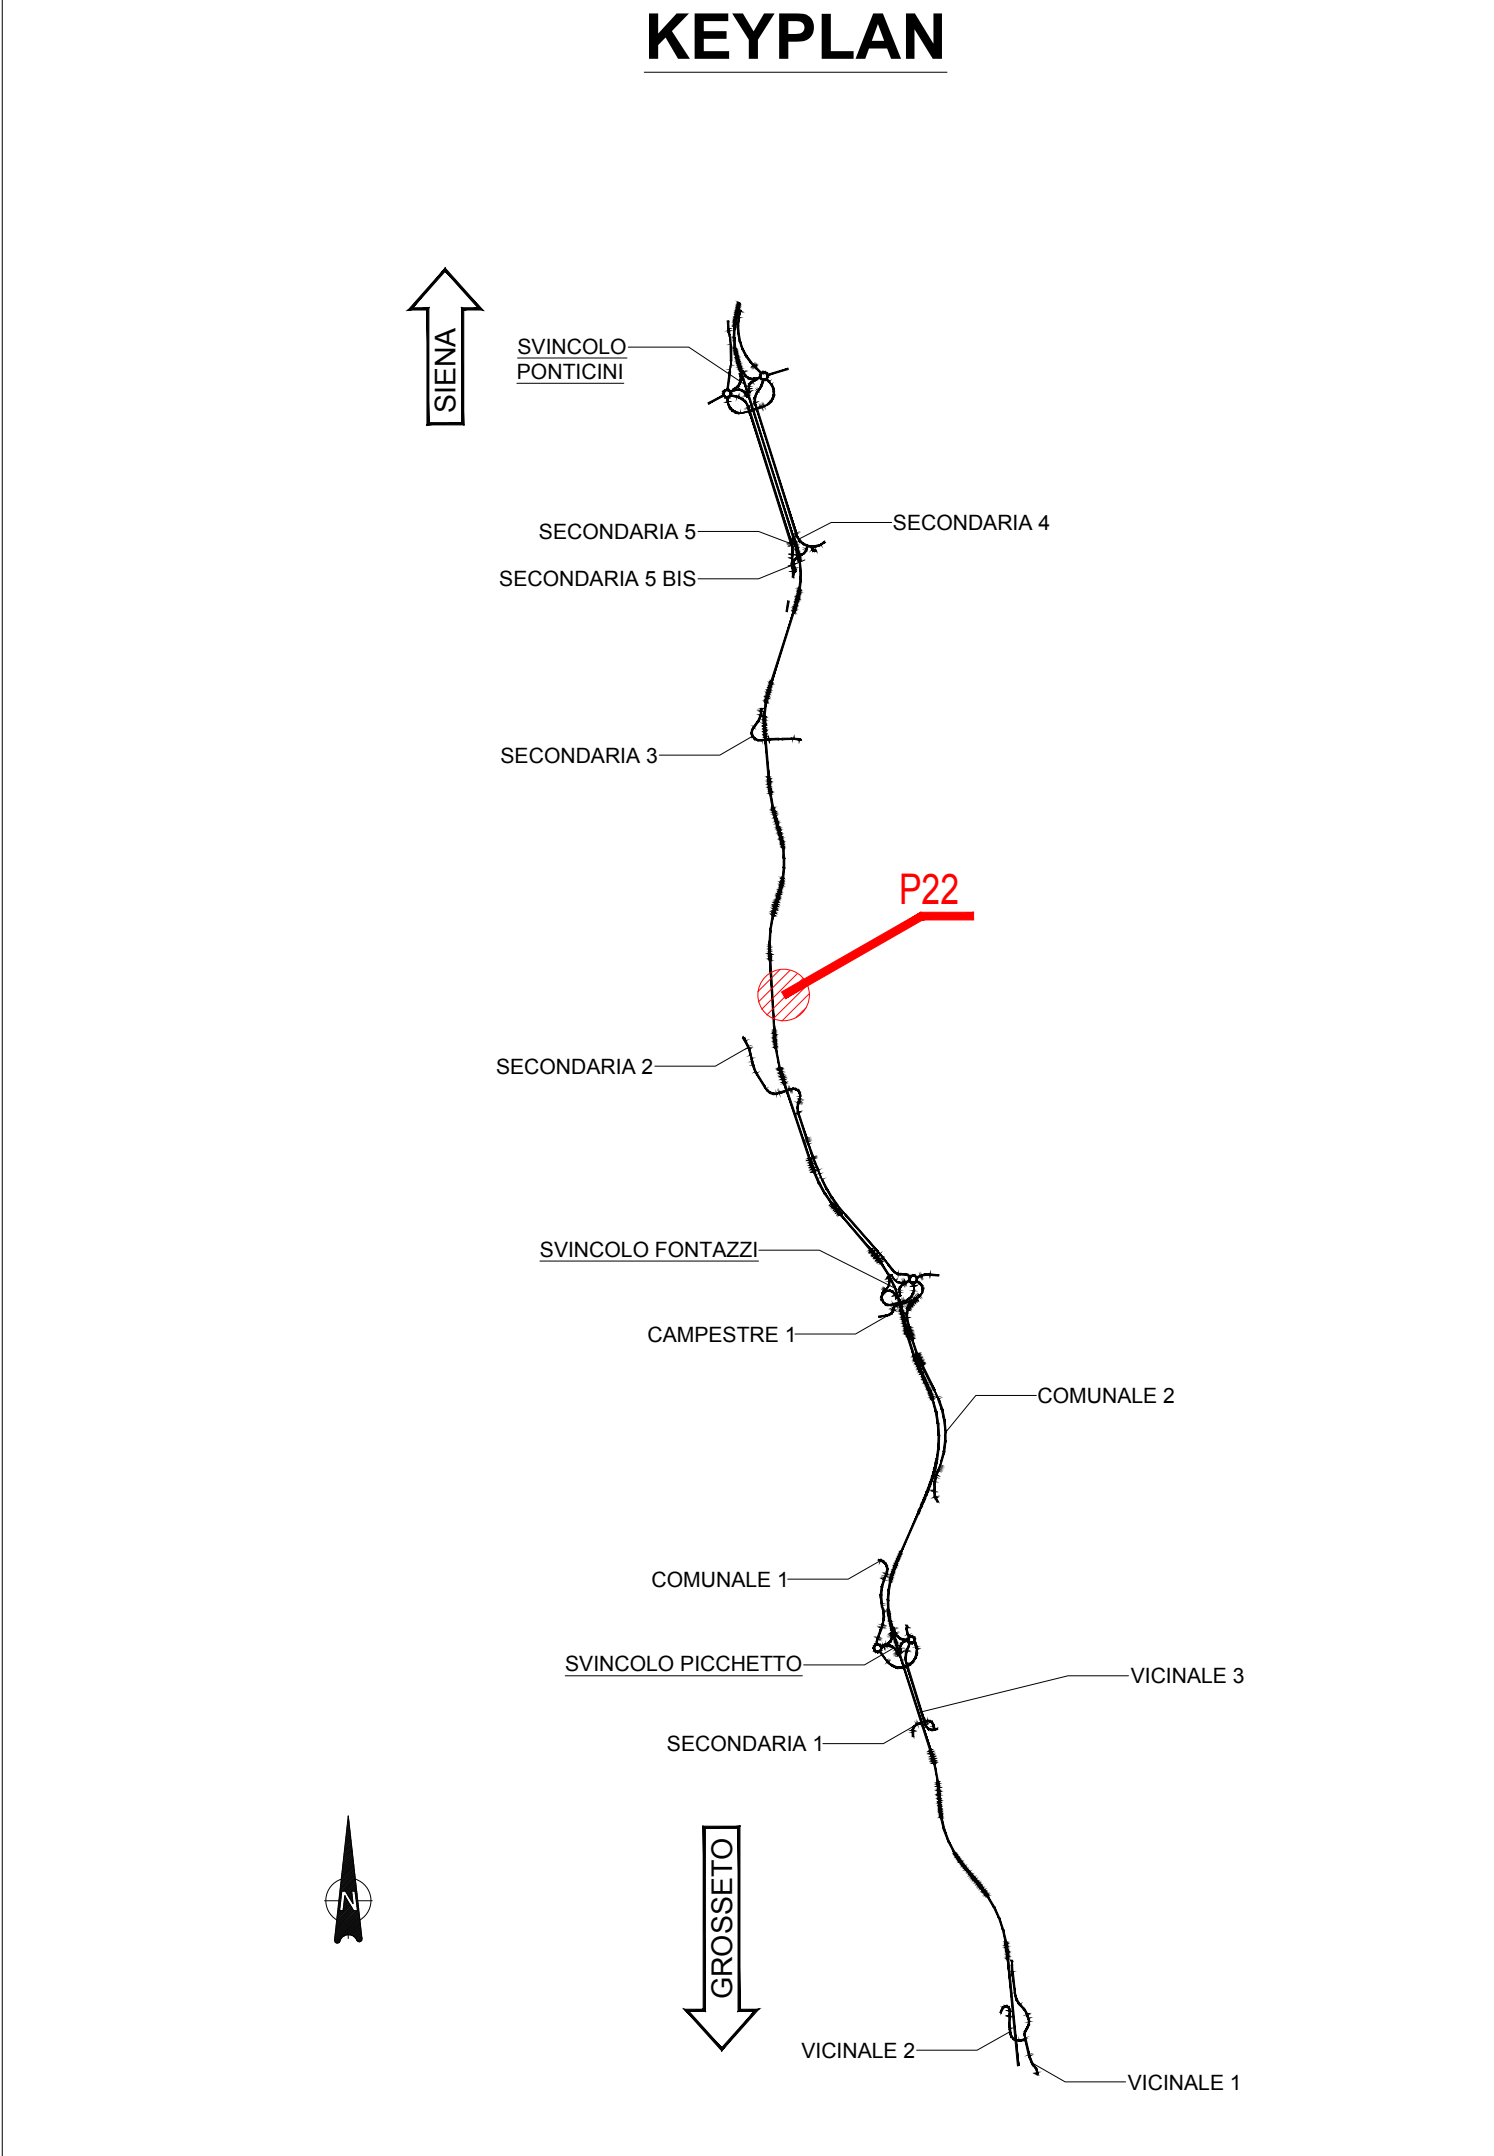 KEYPLAN
SIENA
SVINCOLO
PONTICINI
SECONDARIA 4
SECONDARIA 5
SECONDARIA 5 BIS
SECONDARIA 3
P22
SECONDARIA 2
SVINCOLO FONTAZZI
CAMPESTRE 1
COMUNALE 2
COMUNALE 1
SVINCOLO PICCHETTO
VICINALE 3
SECONDARIA 1
GROSSETO
N
VICINALE 2
VICINALE 1